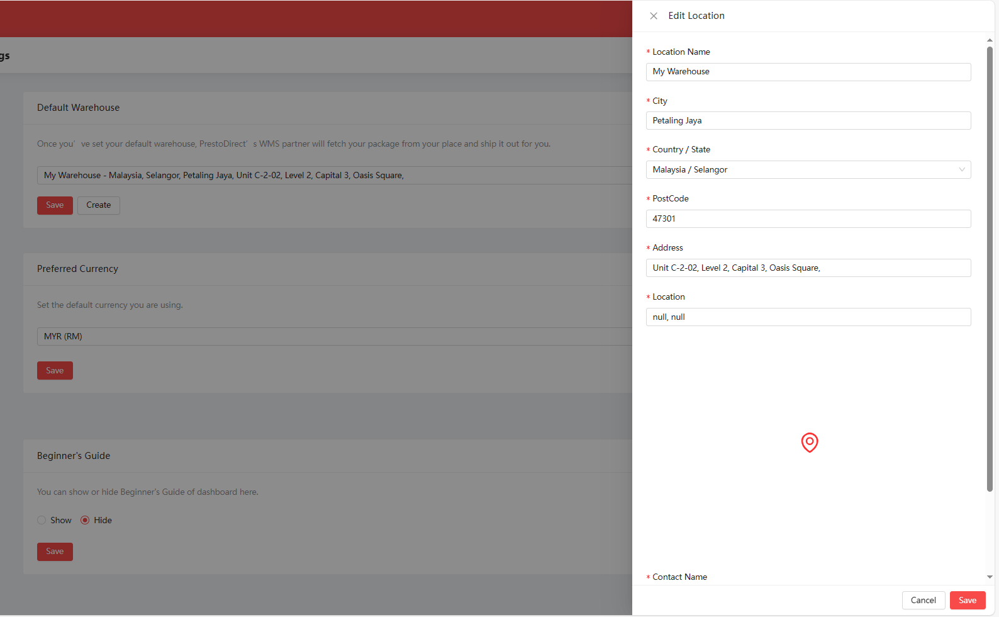 gs
Default Warehouse
Once you've set your default warehouse, PrestoDirect's WMS partner will fetch your package from your place and ship it out for you.
My Warehouse - Malaysia, Selangor, Petaling Jaya, Unit C-2-02, Level 2, Capital 3, Oasis Square,
Save
Create
Preferred Currency
Set the default currency you are using.
MYR (RM)
Save
Beginner's Guide
You can show or hide Beginner's Guide of dashboard here.
Show
Hide
Save
Edit Location
* Location Name
My Warehouse
* City
Petaling Jaya
* Country / State
Malaysia / Selangor
* PostCode
47301
* Address
Unit C-2-02, Level 2, Capital 3, Oasis Square,
* Location
null, null
* Contact Name
Cancel
Save